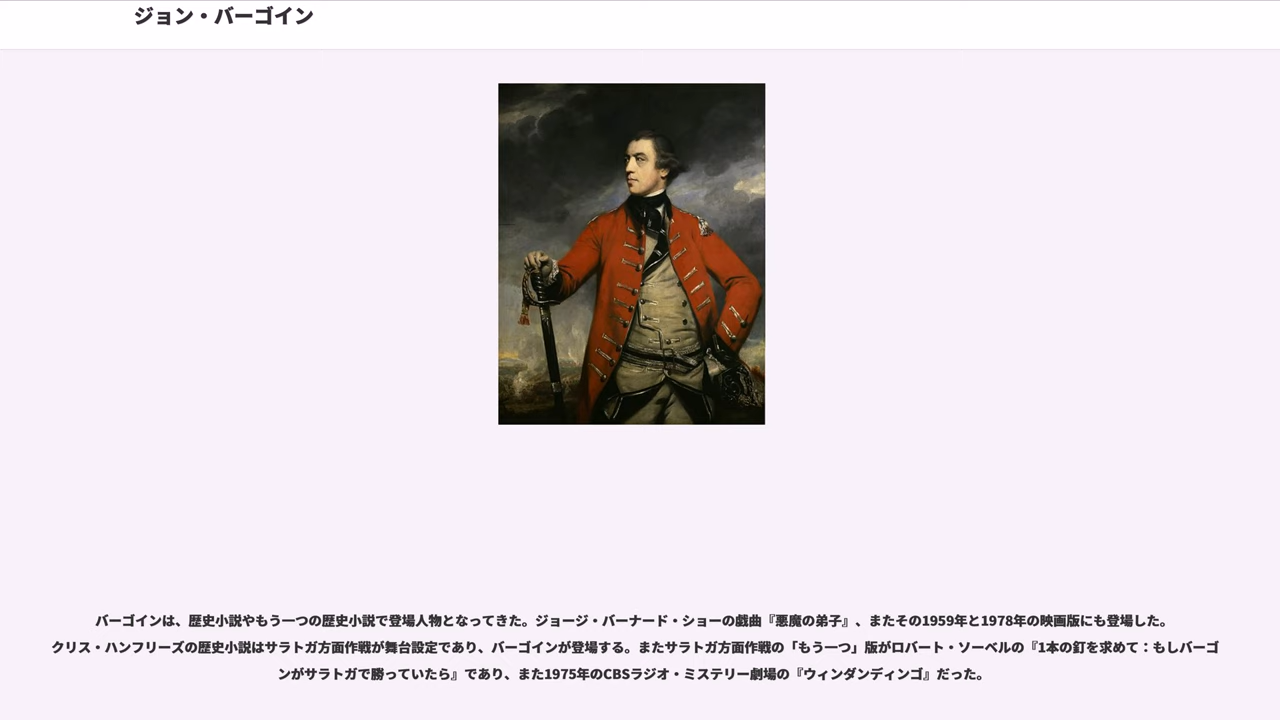 ジョン・バーゴイン
バーゴインは、歴史小説やもう一つの歴史小説で登場人物となってきた。ジョージ・バーナード・ショーの戯曲『悪魔の弟子』、またその1959年と1978年の映画版にも登場した。
クリス・ハンフリーズの歴史小説はサラトガ方面作戦が舞台設定であり、バーゴインが登場する。またサラトガ方面作戦の「もう一つ」版がロバート・ソーベルの『1本の釘を求めて：もしバーゴ
ンがサラトガで勝っていたら』であり、また1975年のCBSラジオ・ミステリー劇場の『ウィンダンディンゴ』だった。